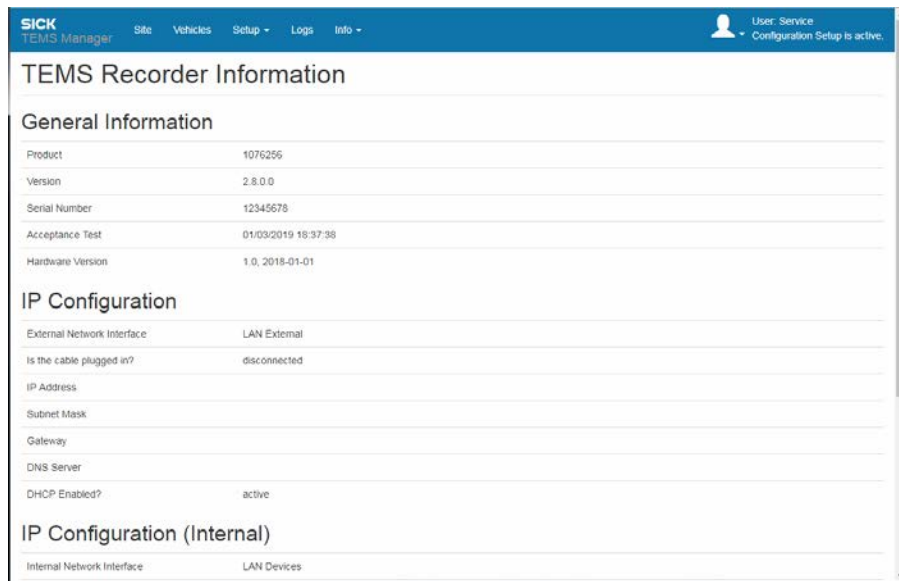 SICK
TEMS Manager
Site Vehicles Setup Logs Info
User: Service
Configuration Setup is active.
TEMS Recorder Information
General Information
Product 1076256
Version 2.8.0.0
Serial Number 12345678
Acceptance Test 01/03/2019 18:37:38
Hardware Version 1.0, 2018-01-01
IP Configuration
External Network Interface LAN External
Is the cable plugged in? disconnected
IP Address
Subnet Mask
Gateway
DNS Server
DHCP Enabled? active
IP Configuration (Internal)
Internal Network Interface LAN Devices